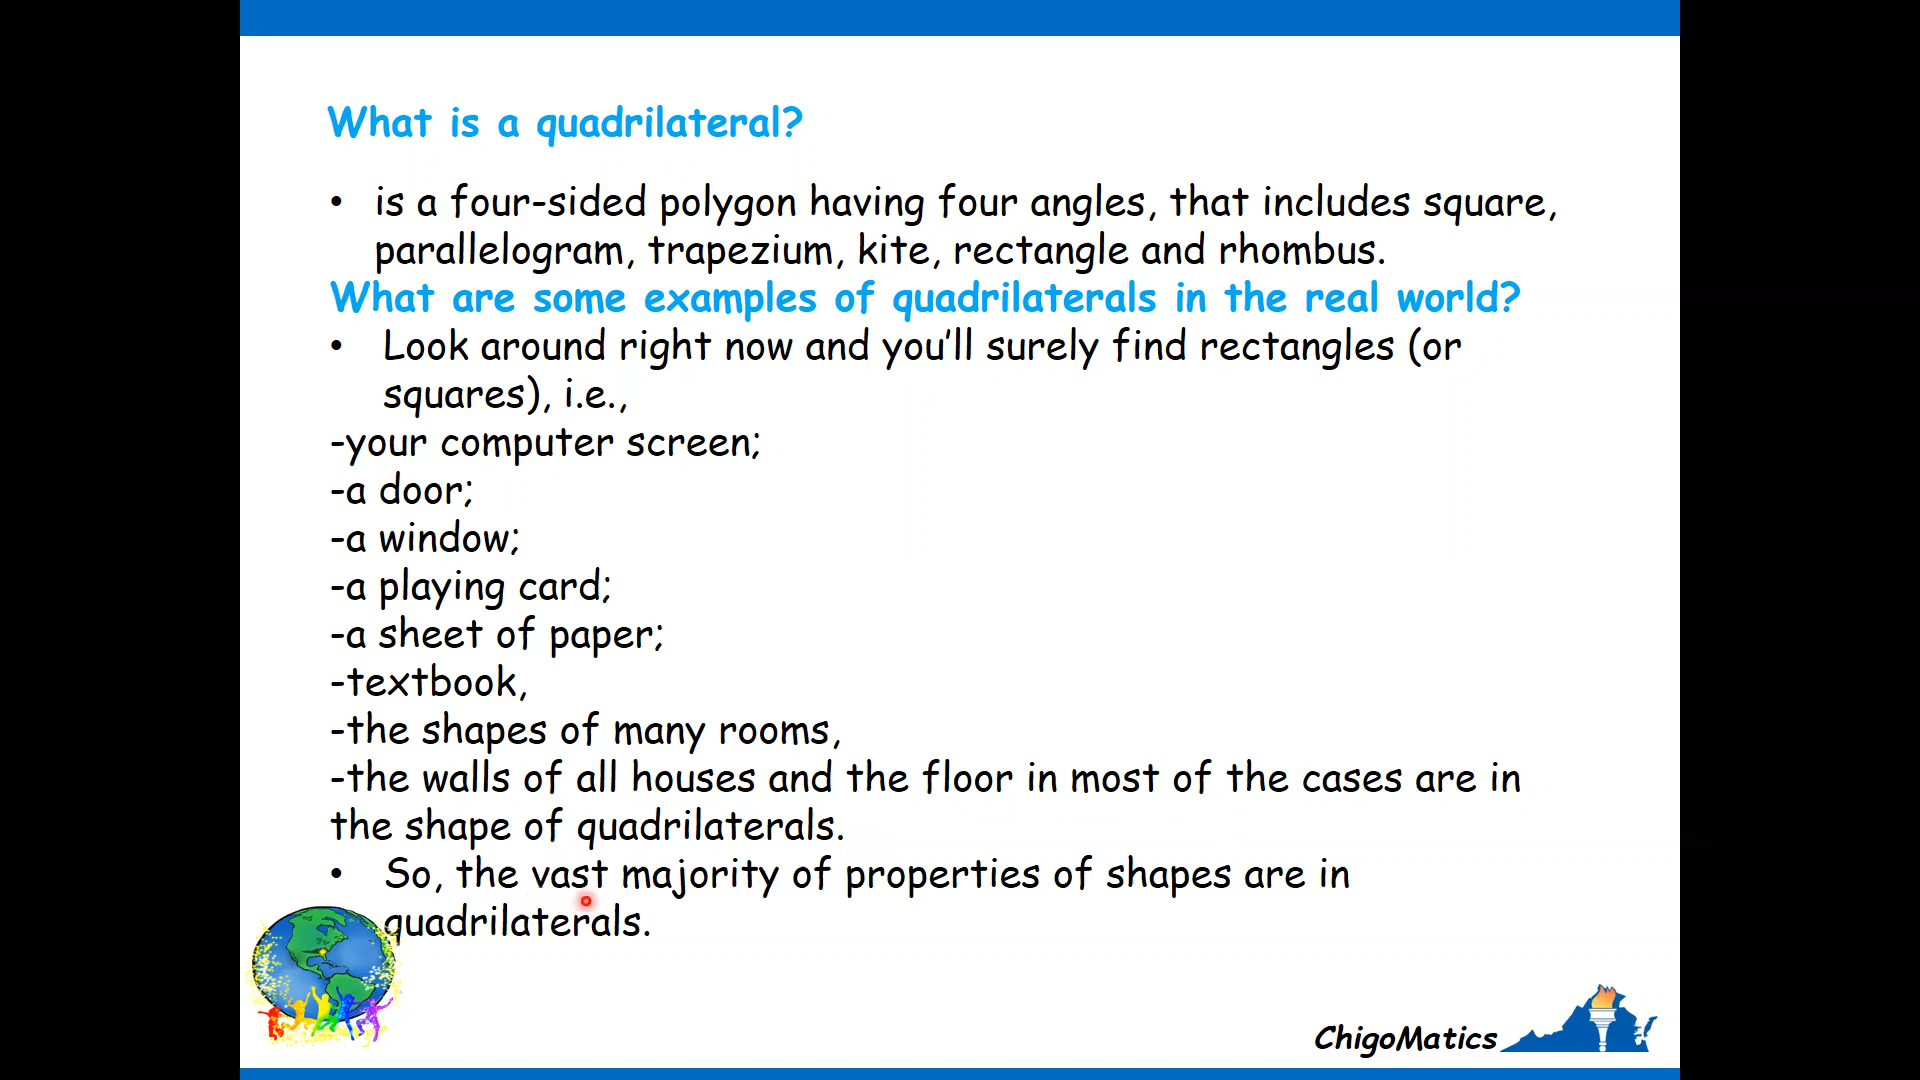 What is a quadrilateral?
• is a four-sided polygon having four angles, that includes square,
parallelogram, trapezium, kite, rectangle and rhombus.
What are some examples of quadrilaterals in the real world?
• Look around right now and you’ll surely find rectangles (or
squares), i.e.,
-your computer screen;
-a door;
-a window;
-a playing card;
-a sheet of paper;
-textbook,
-the shapes of many rooms,
-the walls of all houses and the floor in most of the cases are in
the shape of quadrilaterals.
• So, the vast majority of properties of shapes are in
quadrilaterals.
ChigoMatics